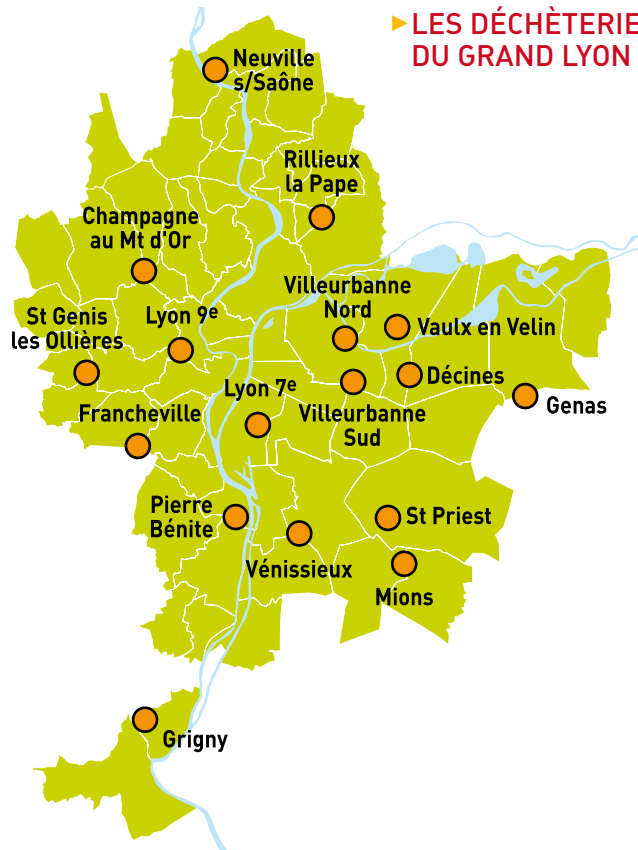 LES DÉCHÈTERIE
DU GRAND LYON
Neuville
s/Saône
Rillieux
la Pape
Champagne
au Mt d'Or
Villeurbanne
Nord
St Genis
les Ollières
Lyon 9e
Vaulx en Velin
Lyon 7e
Décines
Genas
Francheville
Villeurbanne
Sud
Pierre
Bénite
St Priest
Vénissieux
Mions
Grigny